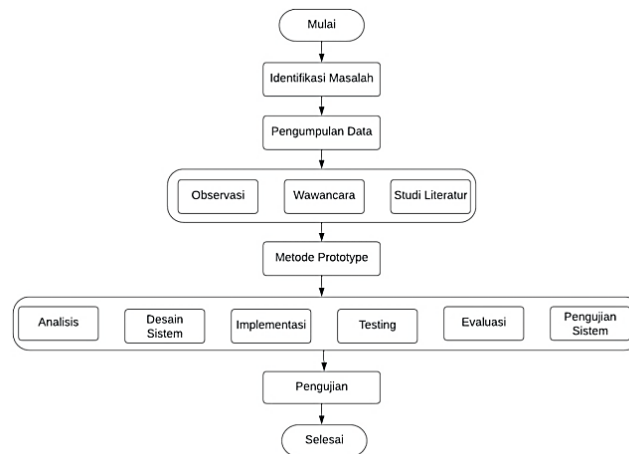 Mulai
Identifikasi Masalah
Pengumpulan Data
Observasi
Wawancara
Studi Literatur
Metode Prototype
Analisis
Desain
Sistem
Implementasi
Testing
Evaluasi
Pengujian
Sistem
Pengujian
Selesai